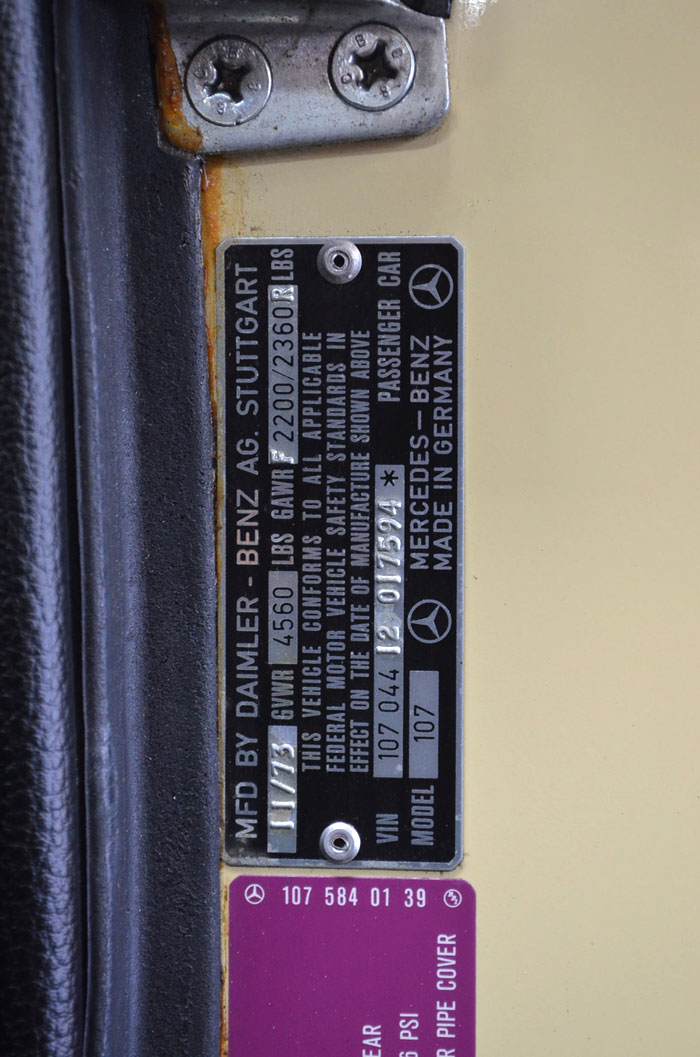 MFD BY DAIMLER - BENZ AG. STUTTGART
11/73 GVWR 4560 LBS GAWR F 2200/2360 R LBS
THIS VEHICLE CONFORMS TO ALL APPLICABLE
FEDERAL MOTOR VEHICLE SAFETY STANDARDS IN
EFFECT ON THE DATE OF MANUFACTURE SHOWN ABOVE
VIN 107 044 12 017594 * PASSENGER CAR
MODEL 107 MERCEDES-BENZ
MADE IN GERMANY
107 584 01 39
PSI
PIPE COVER